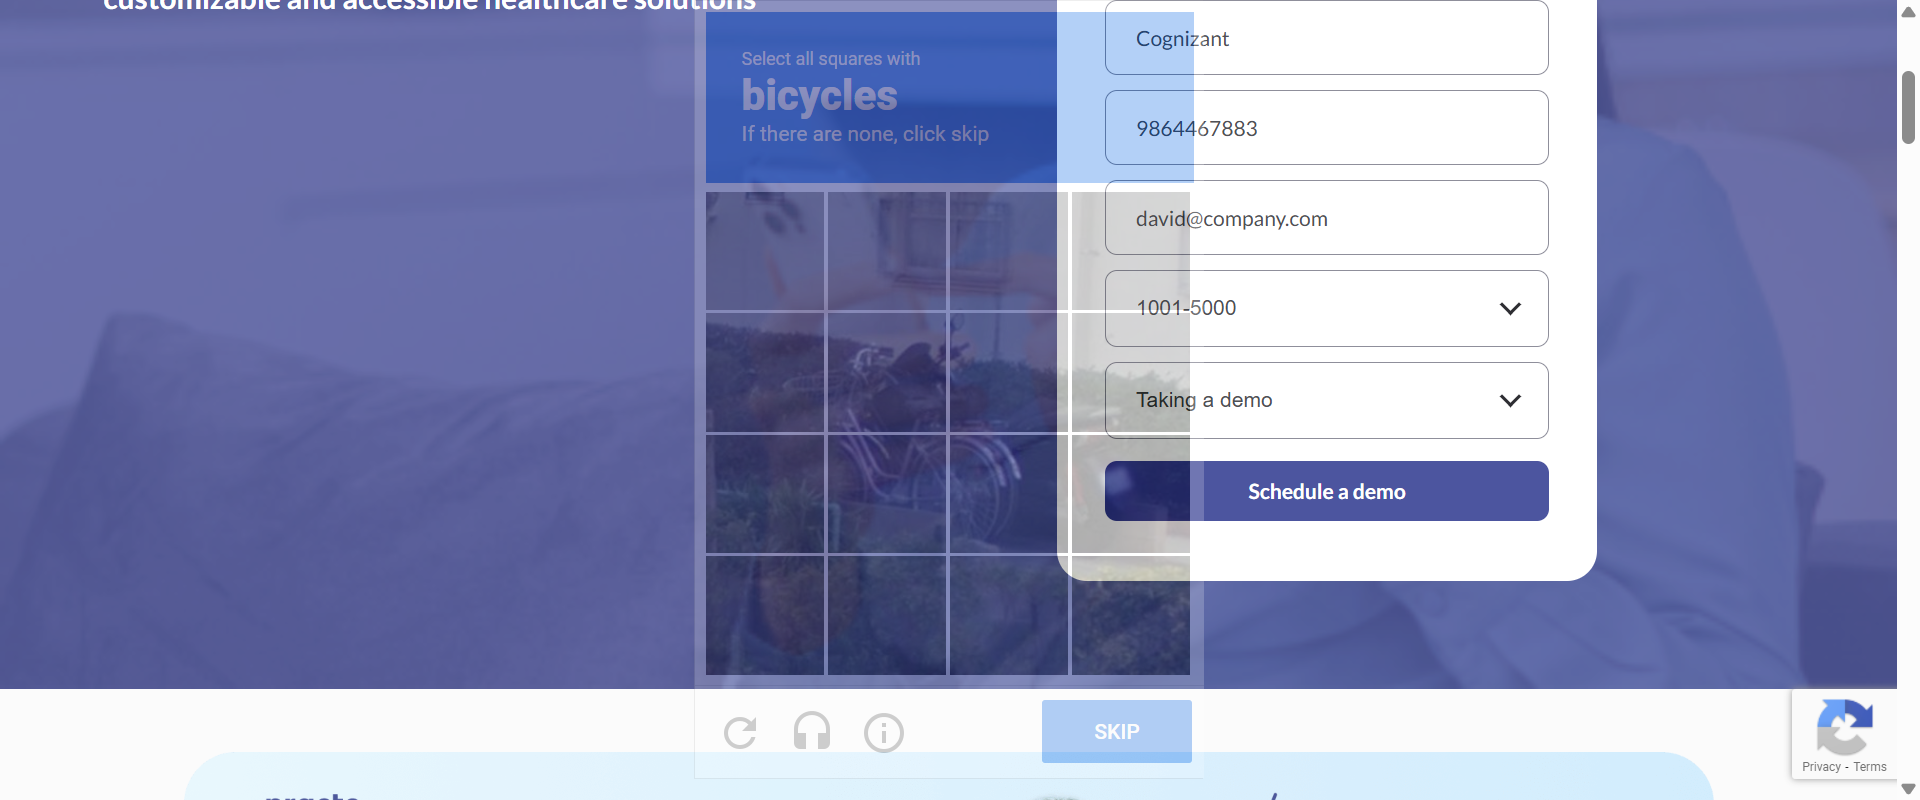 customizable and accessible healthcare solutions
Select all squares with
bicycles
If there are none, click skip
Cognizant
9864467883
david@company.com
1001-5000
Taking a demo
Schedule a demo
SKIP
Privacy - Terms